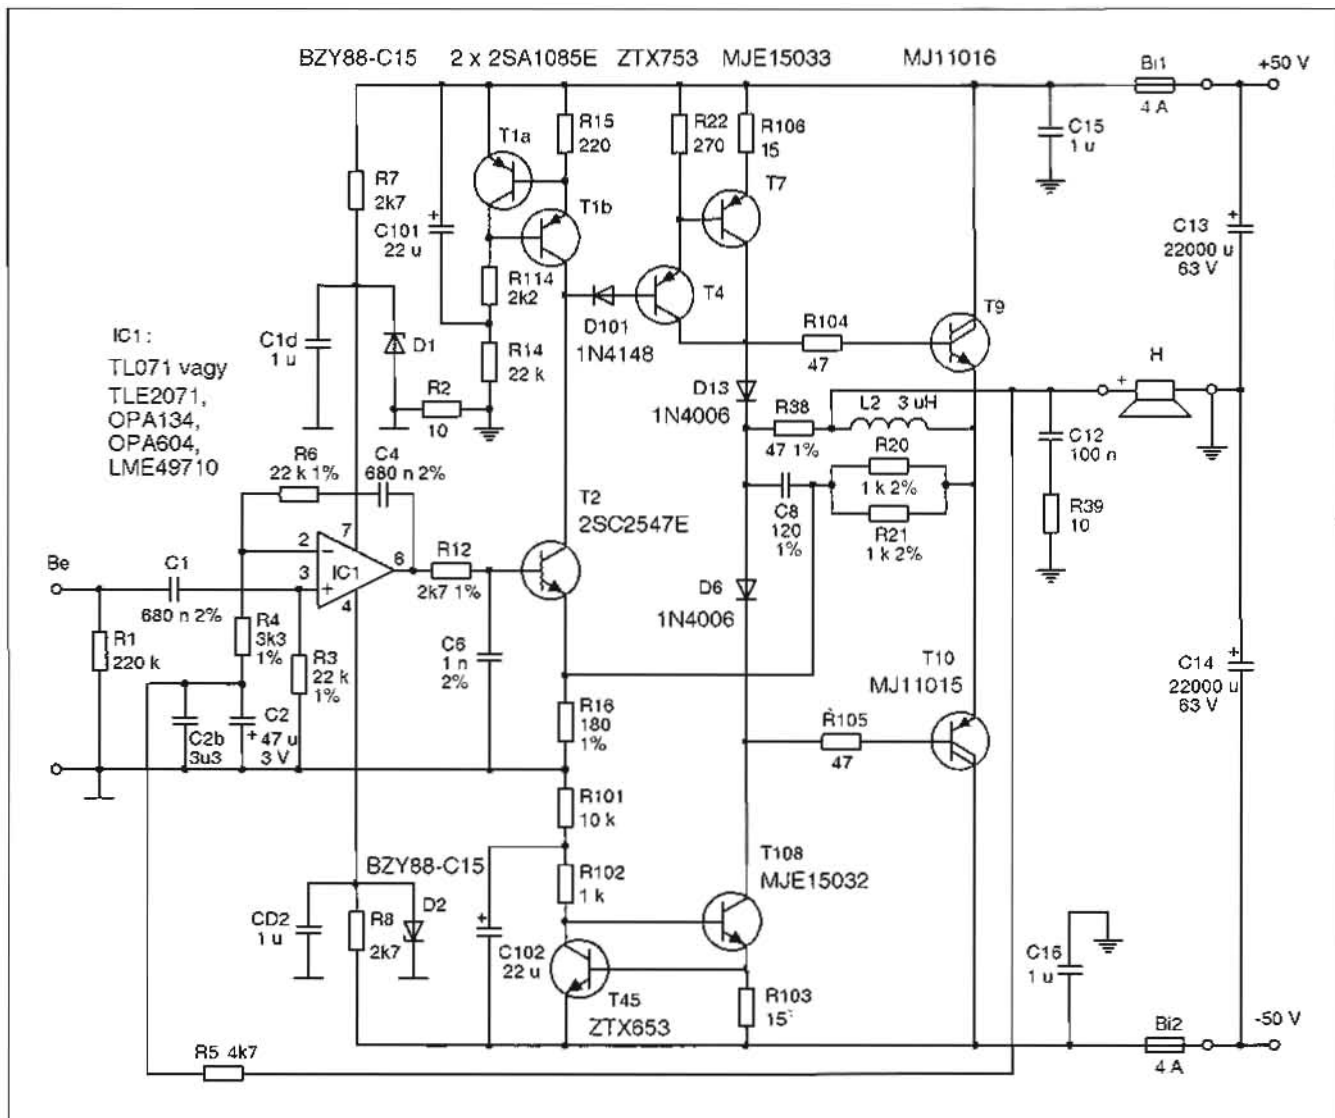 BZY88-C15 2 x 2SA1085E ZTX753 MJE15033 MJ11016
Bi1
4 A
+50 V
R15
220
R22
270
R106
15
C15
1 u
T1a
R7
2k7
T7
+
C101
22 u
T1b
+
C13
22000 u
63 V
R114
2k2
T4
T9
IC1 :
TL071 vagy
TLE2071,
OPA134,
OPA604,
LME49710
C1d
1 u
D1
R14
22 k
D101
1N4148
R104
47
H
+
R2
10
D13
1N4006
R38
47 1%
L2 3 uH
C12
100 n
R6
22 k 1%
C4
680 n 2%
R20
1 k 2%
T2
2SC2547E
C8
120
1%
R21
1k 2%
R39
10
Be
C1
680 n 2%
7
2
−
3
+
IC1
6
4
R12
2k7 1%
D6
1N4006
R1
220 k
R4
3k3
1%
R3
22 k
1%
C6
1 n
2%
T10
MJ11015
+
C14
22000 u
63 V
C2b
3u3
+
C2
47 u
3 V
R16
180
1%
R105
47
R101
10 k
BZY88-C15
R102
1 k
T108
MJE15032
CD2
1 u
R8
2k7
D2
+
C102
22 u
C16
1 u
T45
ZTX653
R103
15
R5 4k7
Bi2
4 A
-50 V